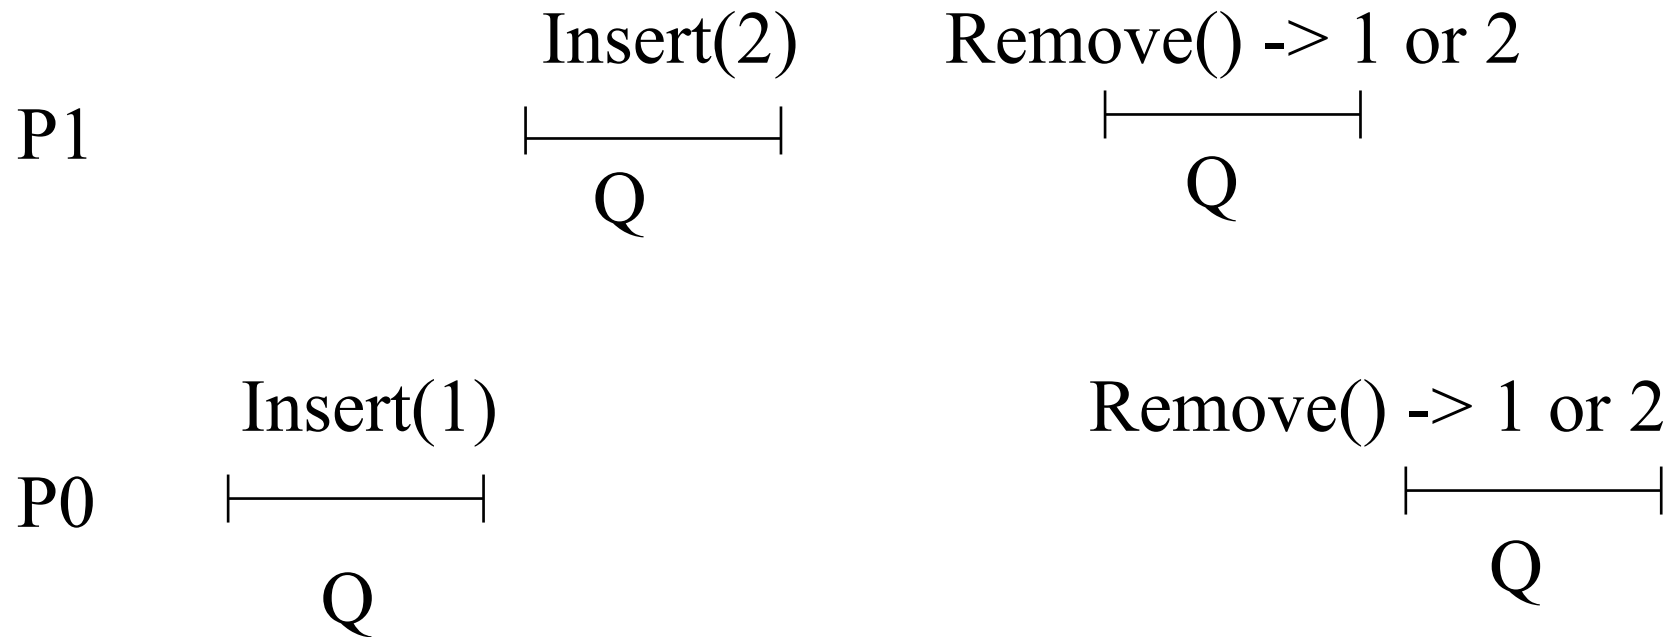 Insert(2) Remove() -> 1 or 2
P1
Q Q
Insert(1) Remove() -> 1 or 2
P0
Q Q